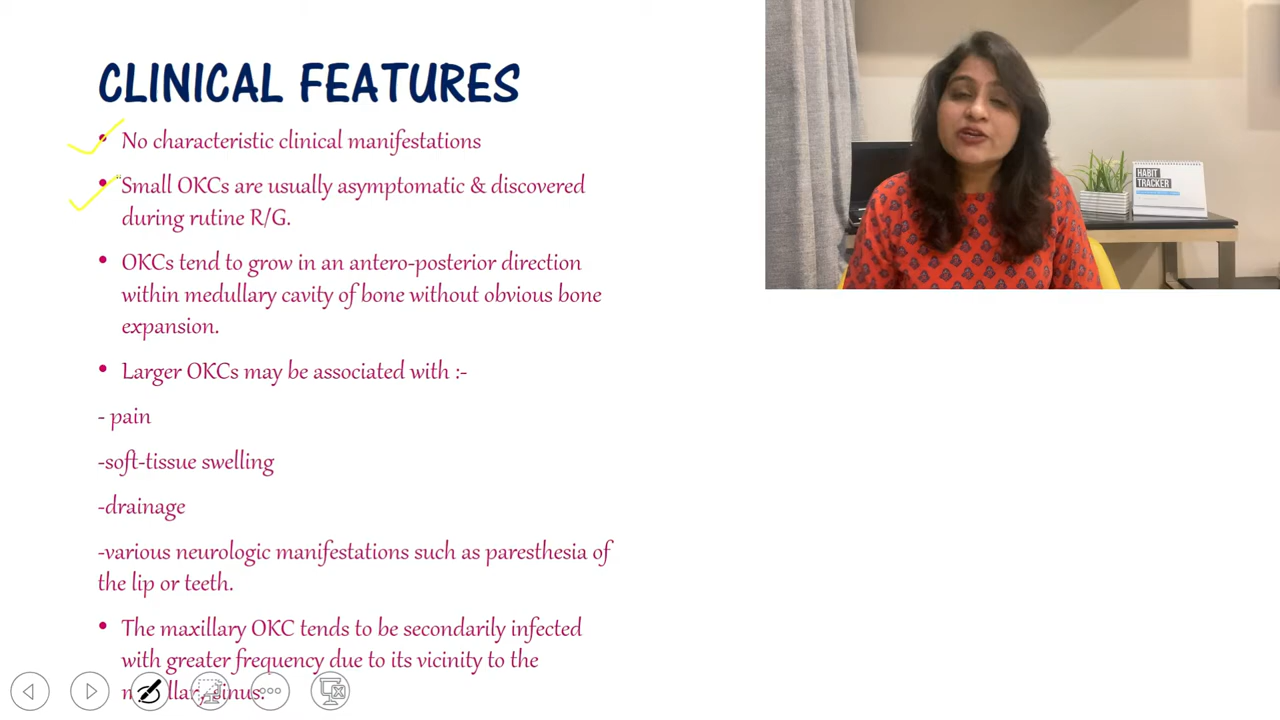 CLINICAL FEATURES
• No characteristic clinical manifestations
• Small OKCs are usually asymptomatic & discovered
during rutine R/G.
• OKCs tend to grow in an antero-posterior direction
within medullary cavity of bone without obvious bone
expansion.
• Larger OKCs may be associated with :-
- pain
-soft-tissue swelling
-drainage
-various neurologic manifestations such as paresthesia of
the lip or teeth.
• The maxillary OKC tends to be secondarily infected
with greater frequency due to its vicinity to the
sinus.
HABIT
TRACKER